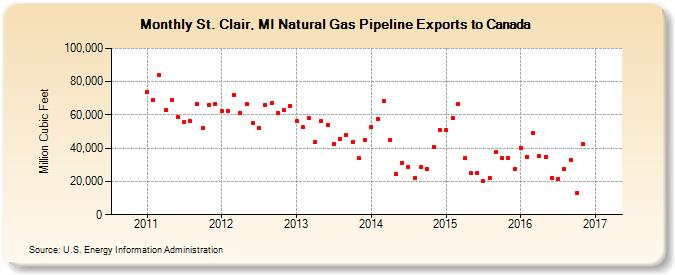 Monthly St. Clair, MI Natural Gas Pipeline Exports to Canada
Million Cubic Feet
100,000
80,000
60,000
40,000
20,000
0
2011 2012 2013 2014 2015 2016 2017
Source: U.S. Energy Information Administration